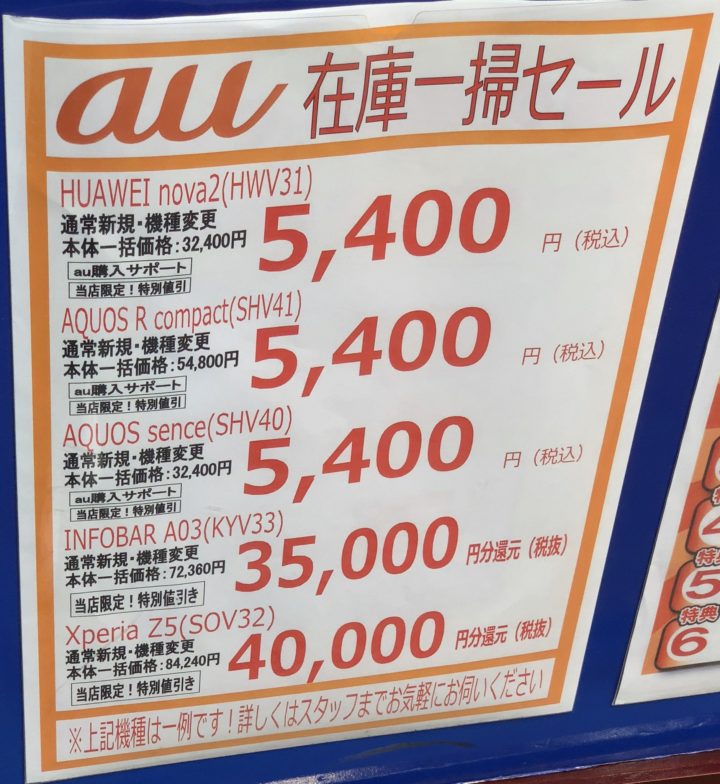 au 在庫一掃セール
HUAWEI nova2(HWV31)
通常新規・機種変更
本体一括価格:32,400円
au購入サポート
当店限定!特別値引
5,400 円(税込)
AQUOS R compact(SHV41)
通常新規・機種変更
本体一括価格:54,800円
au購入サポート
当店限定!特別値引
5,400 円(税込)
AQUOS sence(SHV40)
通常新規・機種変更
本体一括価格:32,400円
au購入サポート
当店限定!特別値引
5,400 円(税込)
INFOBAR A03(KYV33)
通常新規・機種変更
本体一括価格:72,360円
当店限定!特別値引き
35,000 円分還元(税抜)
Xperia Z5(SOV32)
通常新規・機種変更
本体一括価格:84,240円
当店限定!特別値引き
40,000 円分還元(税抜)
※上記機種は一例です!詳しくはスタッフまでお気軽にお伺いください
4
特
5
特典
6